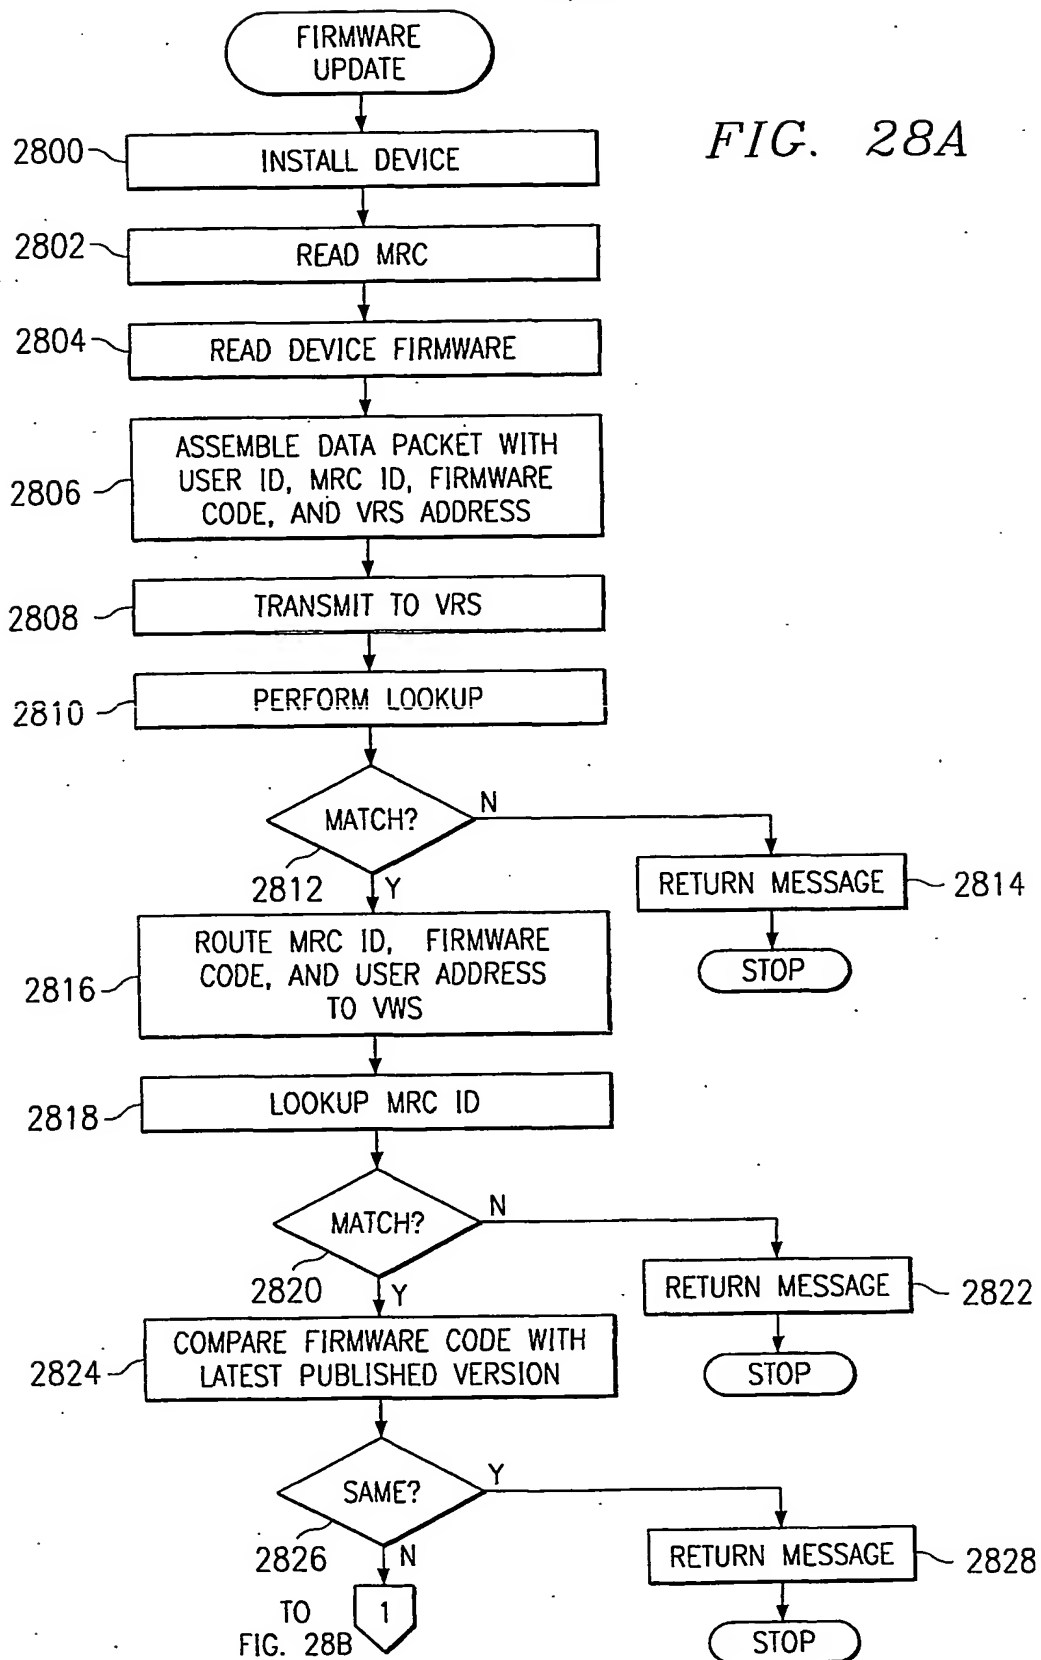 FIRMWARE
UPDATE
FIG. 28A
2800
INSTALL DEVICE
2802
READ MRC
2804
READ DEVICE FIRMWARE
2806
ASSEMBLE DATA PACKET WITH
USER ID, MRC ID, FIRMWARE
CODE, AND VRS ADDRESS
2808
TRANSMIT TO VRS
2810
PERFORM LOOKUP
MATCH?
N
2812
Y
RETURN MESSAGE
2814
STOP
2816
ROUTE MRC ID, FIRMWARE
CODE, AND USER ADDRESS
TO VWS
2818
LOOKUP MRC ID
MATCH?
N
2820
Y
RETURN MESSAGE
2822
STOP
2824
COMPARE FIRMWARE CODE WITH
LATEST PUBLISHED VERSION
SAME?
Y
2826
N
RETURN MESSAGE
2828
STOP
1
TO
FIG. 28B